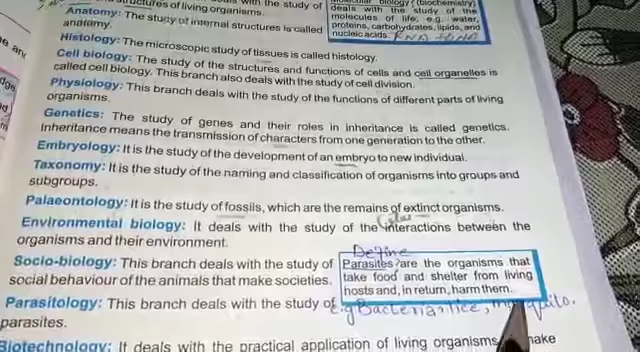 structures of living organisms.
with the study of
Anatomy: The study of internal structures is called
anatomy.
Molecular biology (biochemistry)
deals with the study of the
molecules of life, e.g. water,
proteins, carbohydrates, lipids, and
nucleic acids.
Histology: The microscopic study of tissues is called histology.
Cell biology: The study of the structures and functions of cells and cell organelles is
called cell biology. This branch also deals with the study of cell division.
Physiology: This branch deals with the study of the functions of different parts of living
organisms.
Genetics: The study of genes and their roles in inheritance is called genetics.
Inheritance means the transmission of characters from one generation to the other.
Embryology: It is the study of the development of an embryo to new individual.
Taxonomy: It is the study of the naming and classification of organisms into groups and
subgroups.
Palaeontology: It is the study of fossils, which are the remains of extinct organisms.
Environmental biology: It deals with the study of the interactions between the
organisms and their environment.
Socio-biology: This branch deals with the study of
social behaviour of the animals that make societies.
Define
Parasites are the organisms that
take food and shelter from living
hosts and, in return, harm them.
Parasitology: This branch deals with the study of
parasites.
e.g Bacteria, lice, mosquito.
Biotechnology: It deals with the practical application of living organisms make